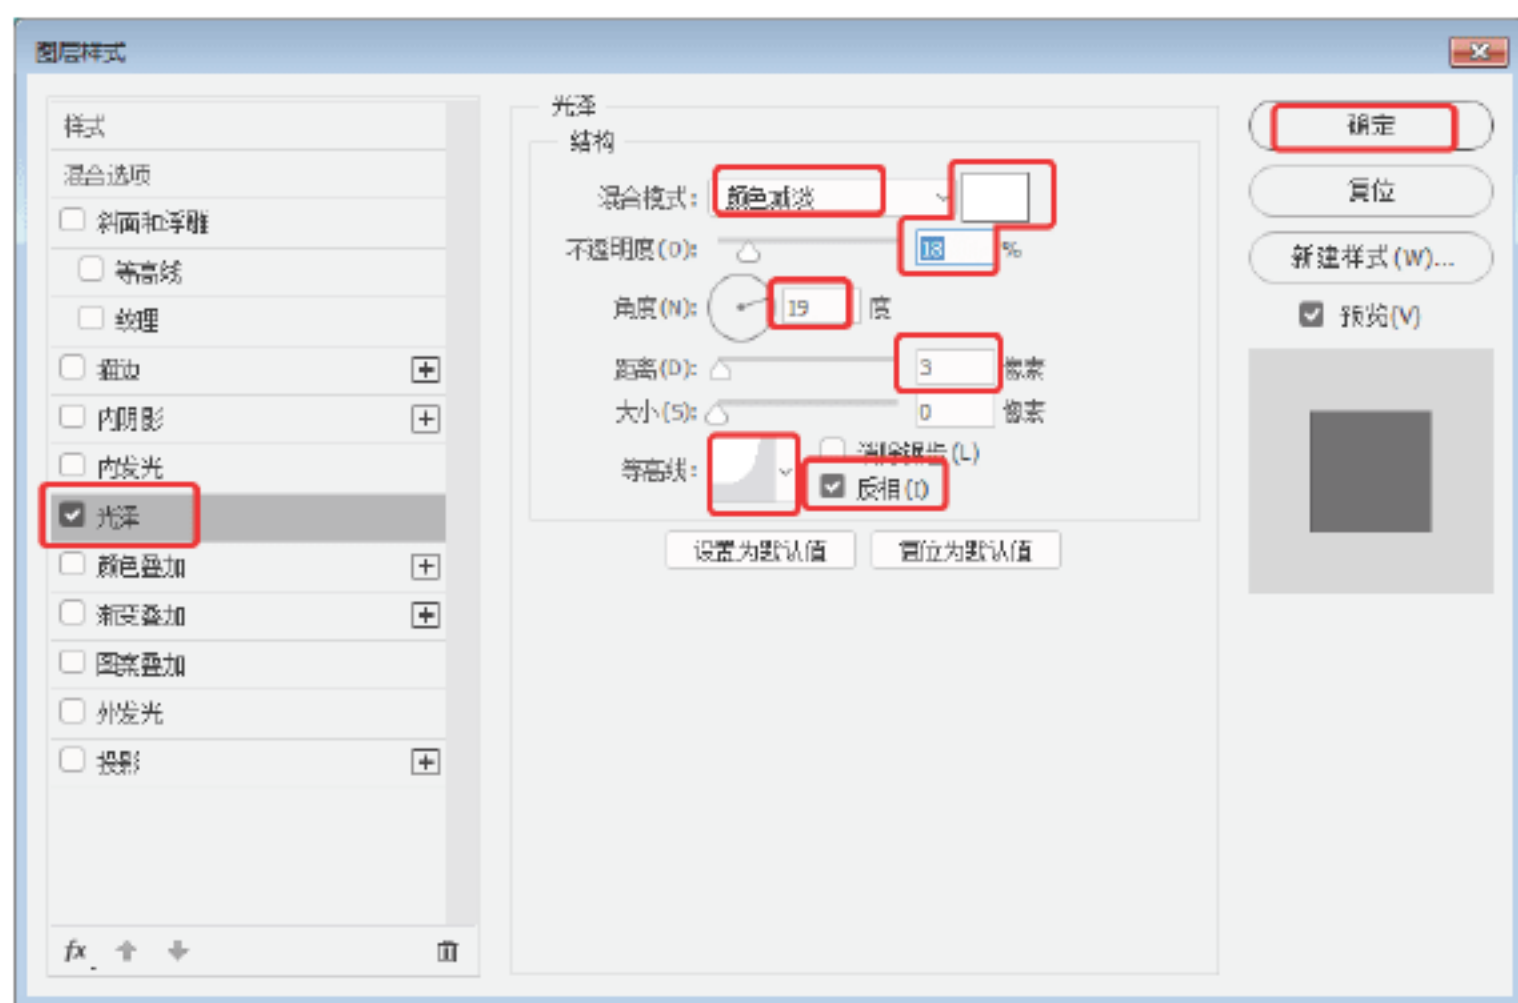 图层样式
样式
混合选项
斜面和浮雕
等高线
纹理
描边
内阴影
内发光
光泽
颜色叠加
渐变叠加
图案叠加
外发光
投影
fx
光泽
结构
混合模式: 颜色减淡
不透明度(O): 18 %
角度(N): 19 度
距离(D): 3 像素
大小(S): 0 像素
等高线: 消除锯齿(L)
反相(I)
设置为默认值 复位为默认值
确定
复位
新建样式(W)...
预览(V)